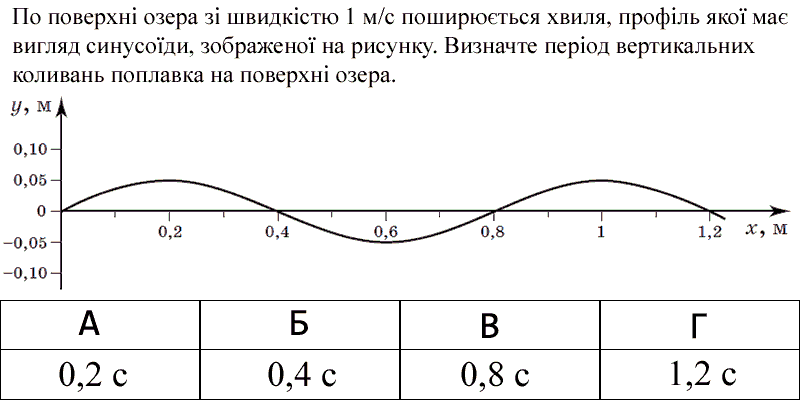 По поверхні озера зі швидкістю 1 м/с поширюється хвиля, профіль якої має
вигляд синусоїди, зображеної на рисунку. Визначте період вертикальних
коливань поплавка на поверхні озера.
y, м
0,10
0,05
0
−0,05
−0,10
0,2 0,4 0,6 0,8 1 1,2 x, м
А Б В Г
0,2 с 0,4 с 0,8 с 1,2 с